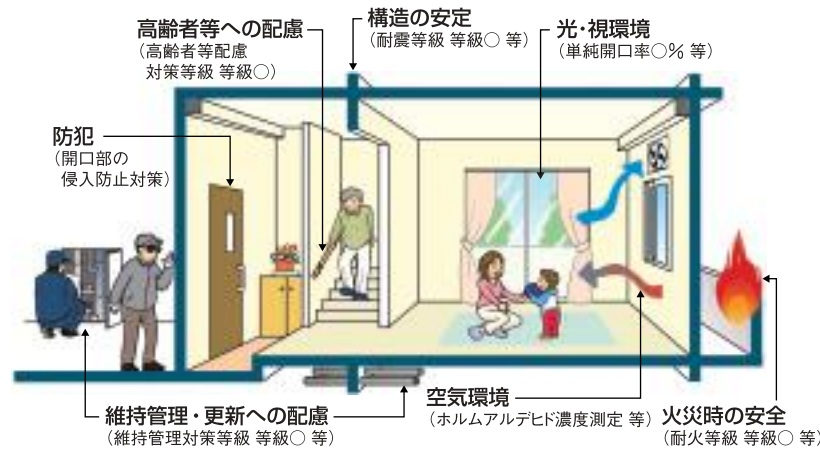 高齢者等への配慮
(高齢者等配慮
対策等級 等級○)
構造の安定
(耐震等級 等級○ 等)
光・視環境
(単純開口率○% 等)
防犯
(開口部の
侵入防止対策)
維持管理・更新への配慮
(維持管理対策等級 等級○ 等)
空気環境
(ホルムアルデヒド濃度測定 等)
火災時の安全
(耐火等級 等級○ 等)